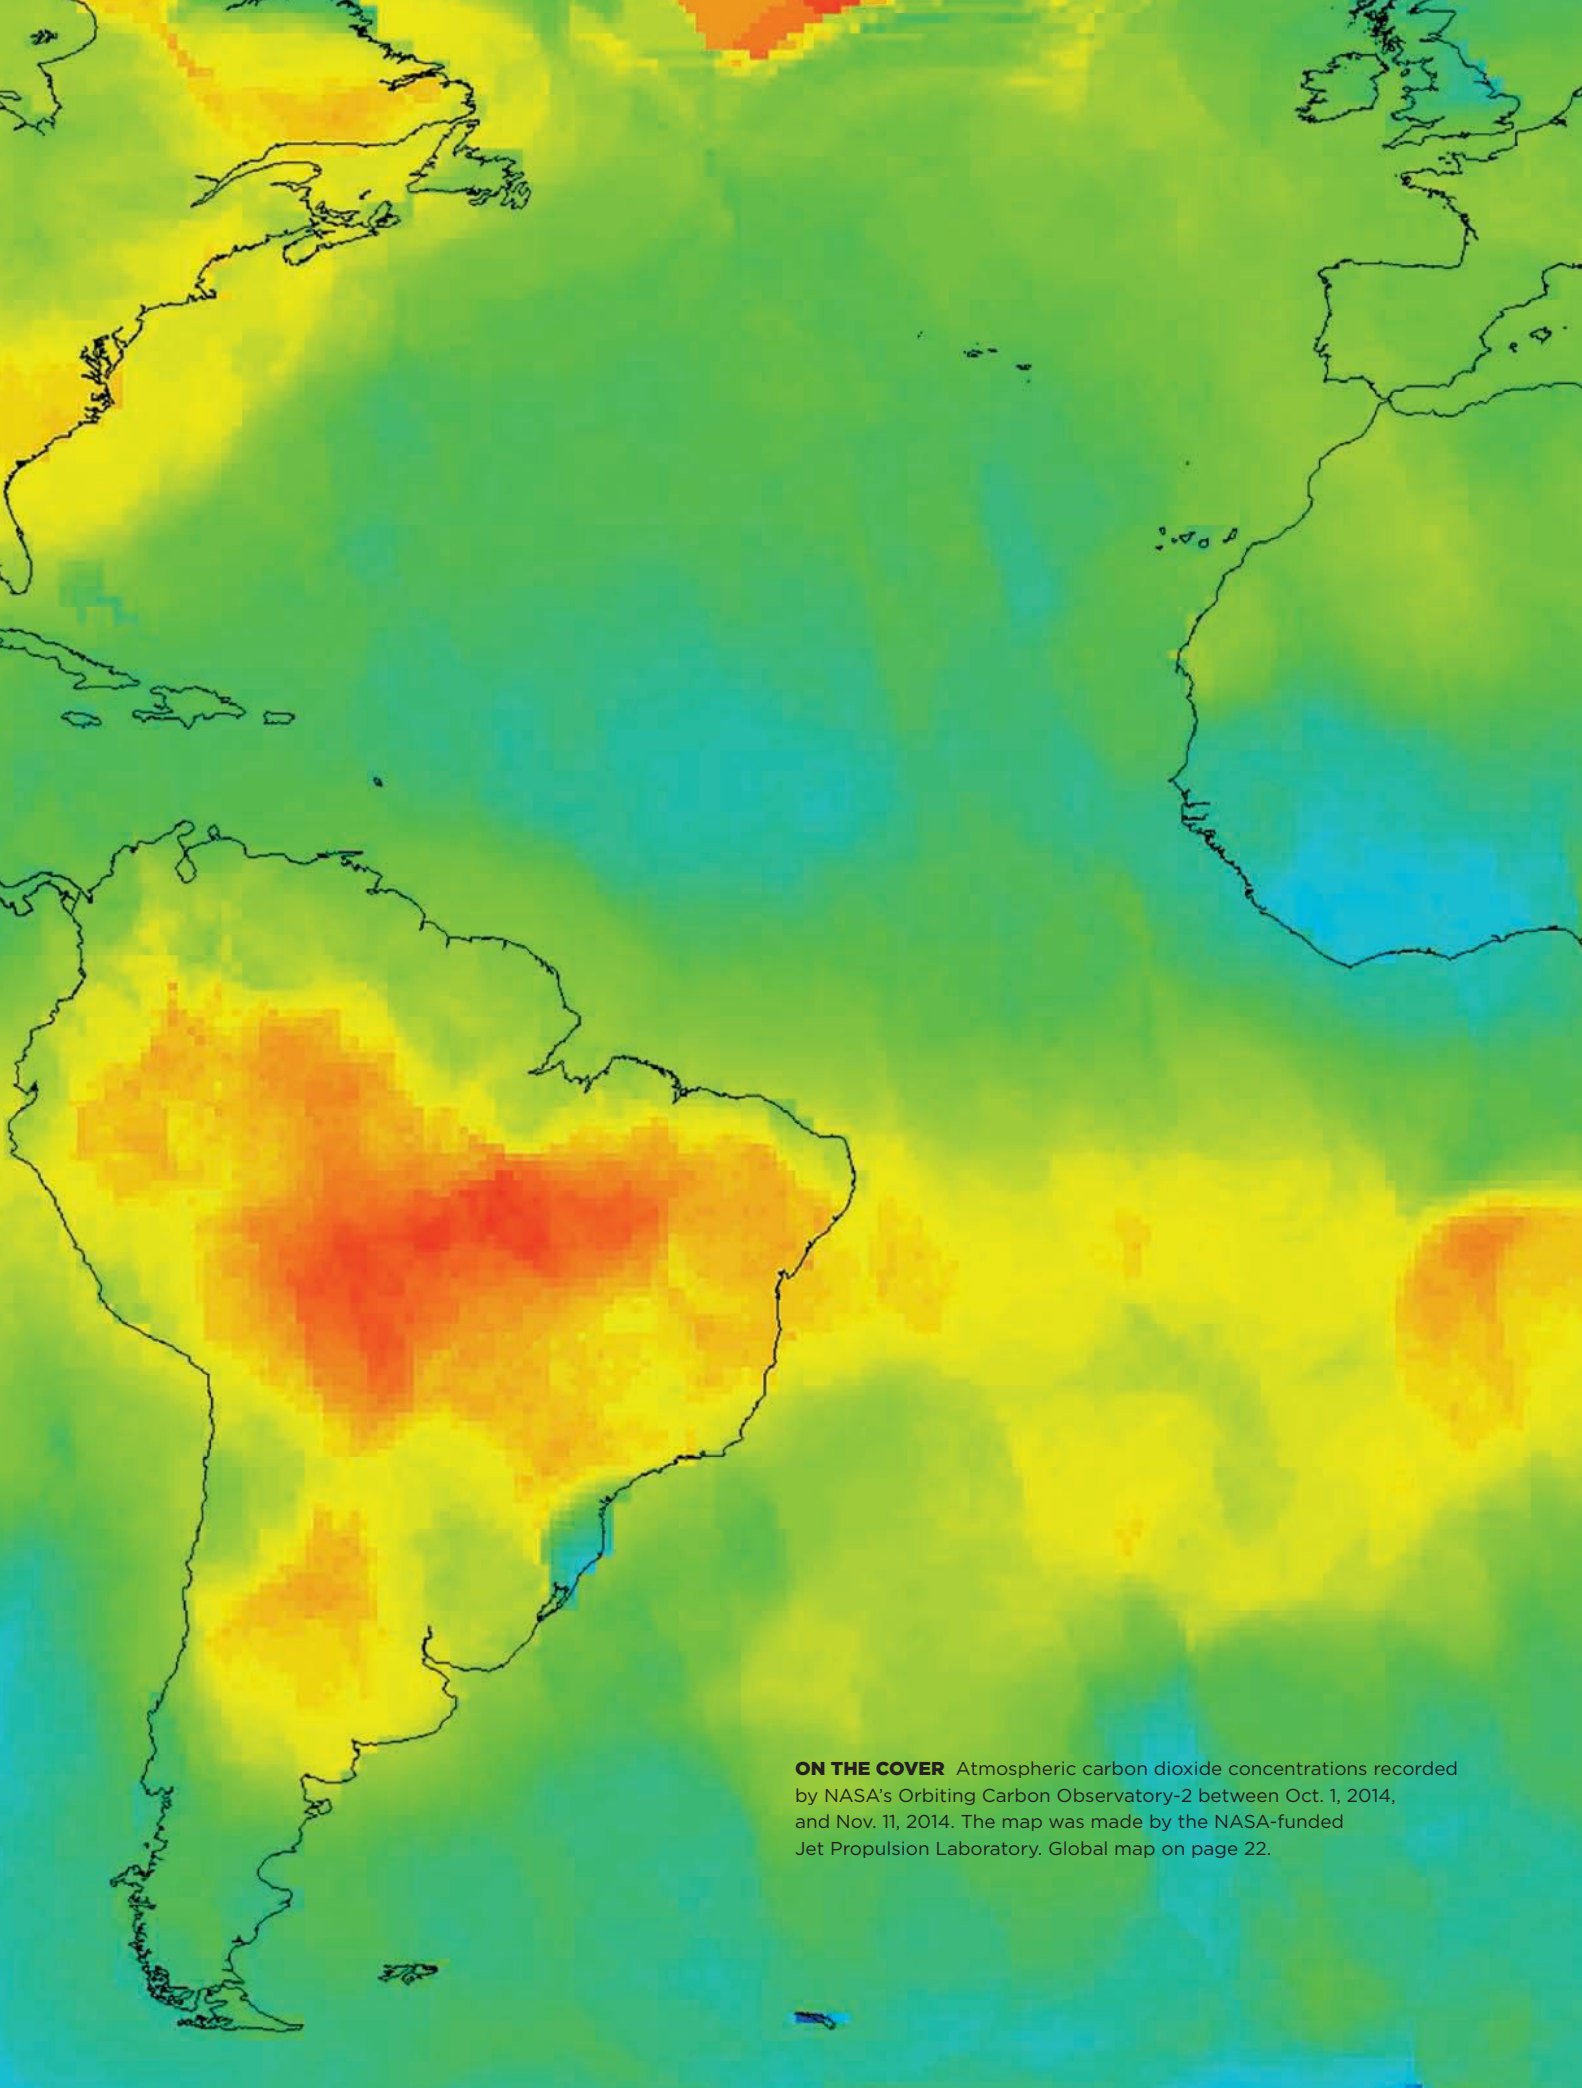 ON THE COVER Atmospheric carbon dioxide concentrations recorded
by NASA's Orbiting Carbon Observatory-2 between Oct. 1, 2014,
and Nov. 11, 2014. The map was made by the NASA-funded
Jet Propulsion Laboratory. Global map on page 22.